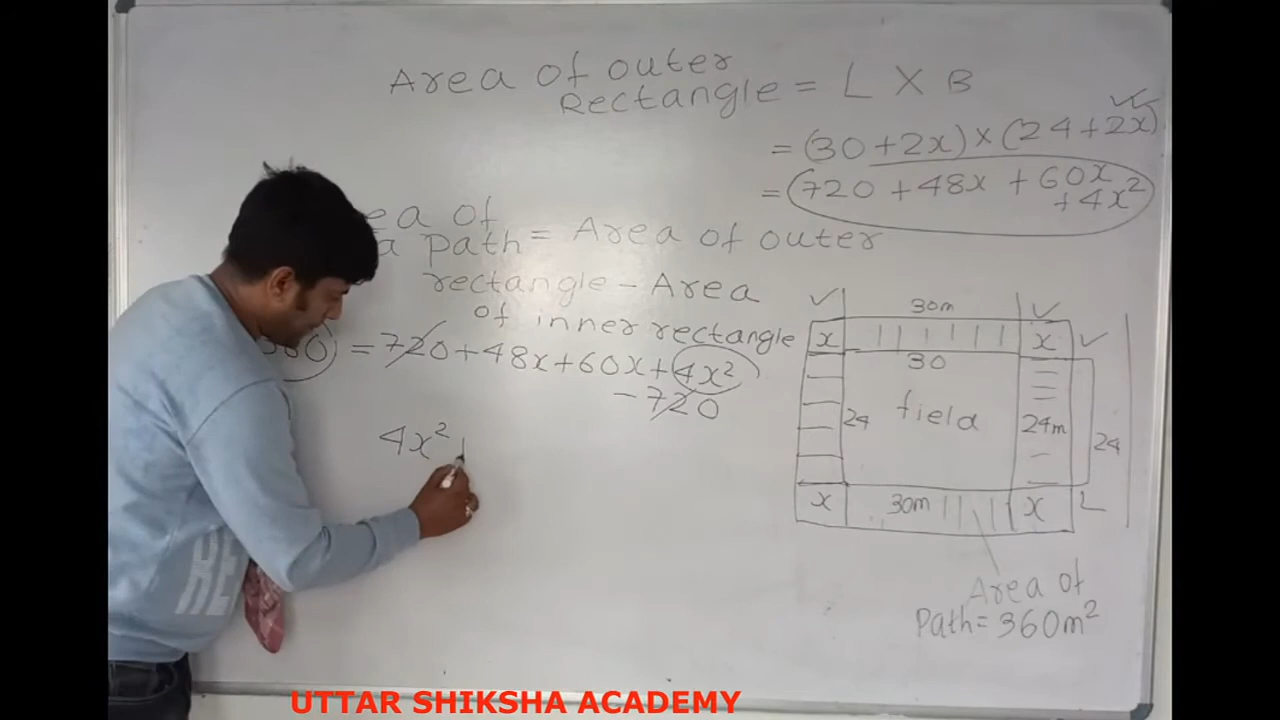 Area of outer
Rectangle = L X B
= (30 + 2x) × (24 + 2x)
= (720 + 48x + 60x
+ 4x²
of
Path = Area of outer
rectangle - Area
of inner rectangle
= 720 + 48x + 60x + 4x²
- 720
4x²
30m
x
x
30
24
field
24m
24
x
30m
x
Area of
Path = 360m²
RE
UTTAR SHIKSHA ACADEMY